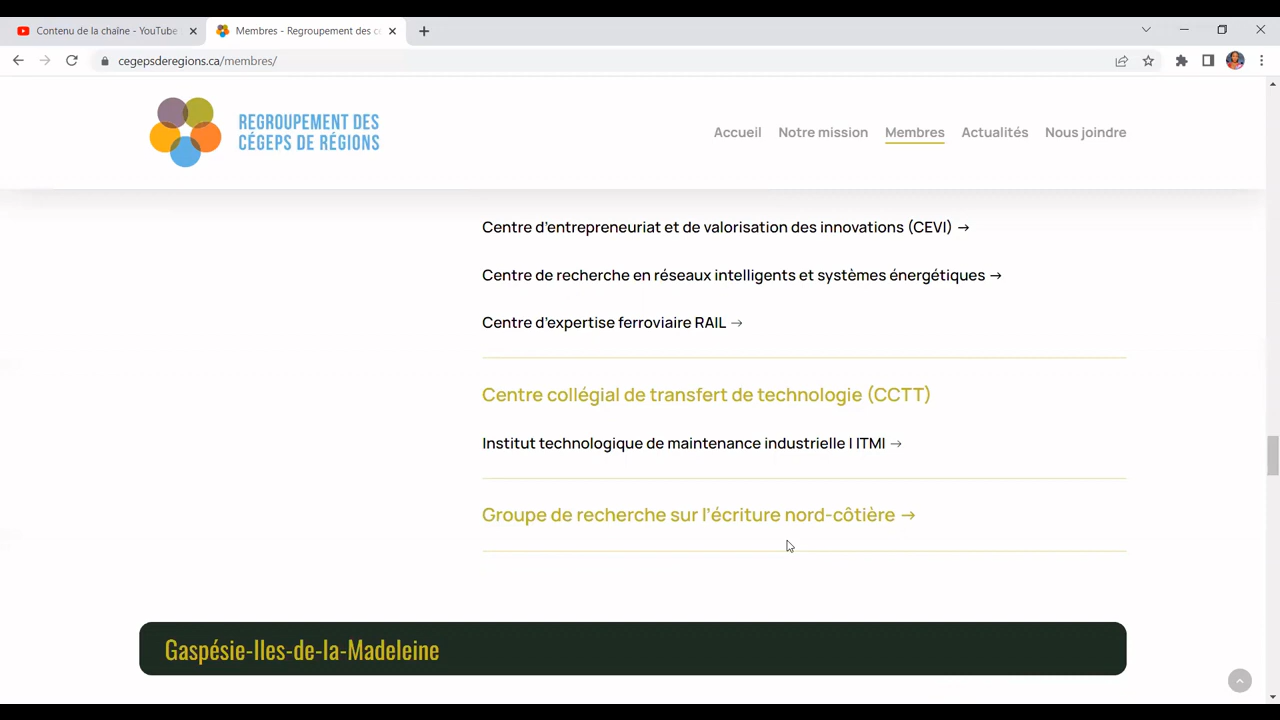 Contenu de la chaîne - YouTube
Membres - Regroupement des c
cegepsderegions.ca/membres/
REGROUPEMENT DES
CÉGEPS DE RÉGIONS
Accueil Notre mission Membres Actualités Nous joindre
Centre d'entrepreneuriat et de valorisation des innovations (CEVI) →
Centre de recherche en réseaux intelligents et systèmes énergétiques →
Centre d'expertise ferroviaire RAIL →
Centre collégial de transfert de technologie (CCTT)
Institut technologique de maintenance industrielle | ITMI →
Groupe de recherche sur l'écriture nord-côtière →
Gaspésie-Iles-de-la-Madeleine